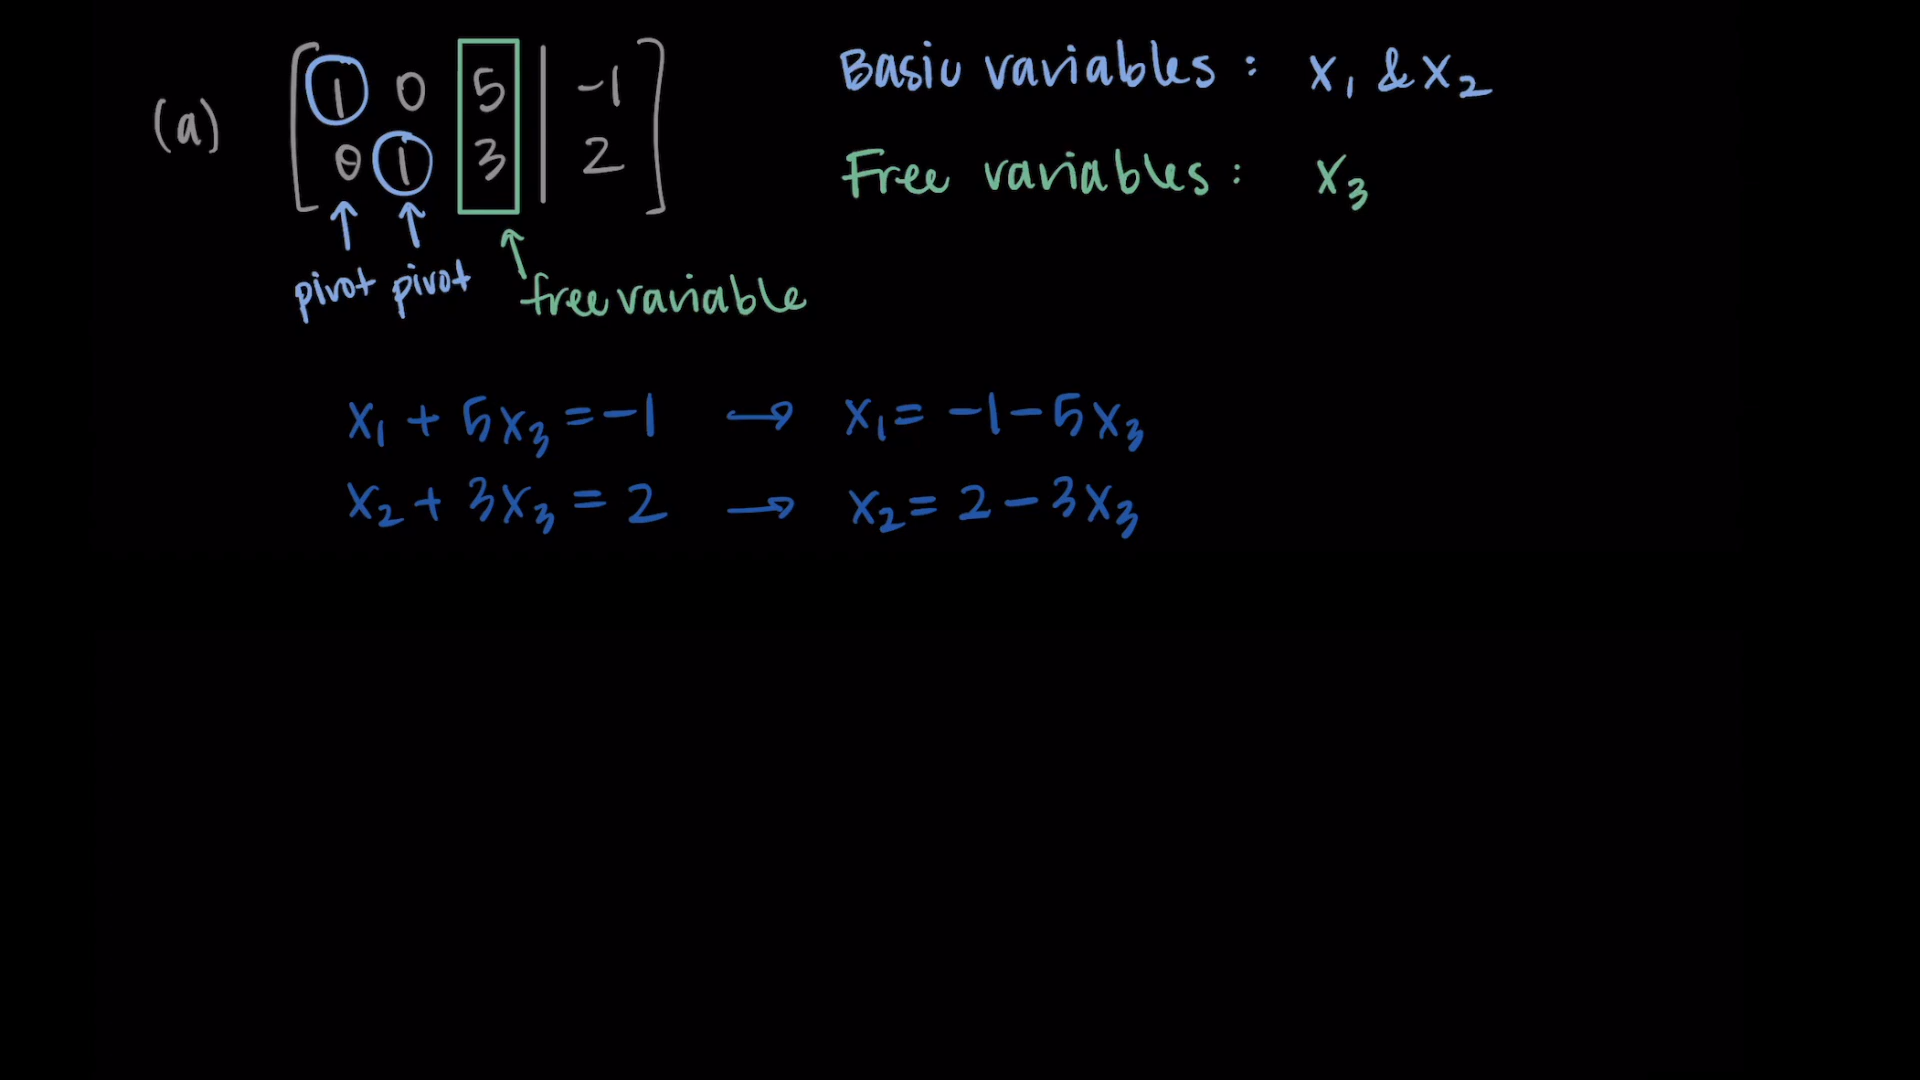 (a) [ 1 0 5 | -1 ]
[ 0 1 3 | 2 ]
pivot pivot free variable
Basic variables : x₁ & x₂
Free variables : x₃
x₁ + 5x₃ = -1 → x₁ = -1 - 5x₃
x₂ + 3x₃ = 2 → x₂ = 2 - 3x₃